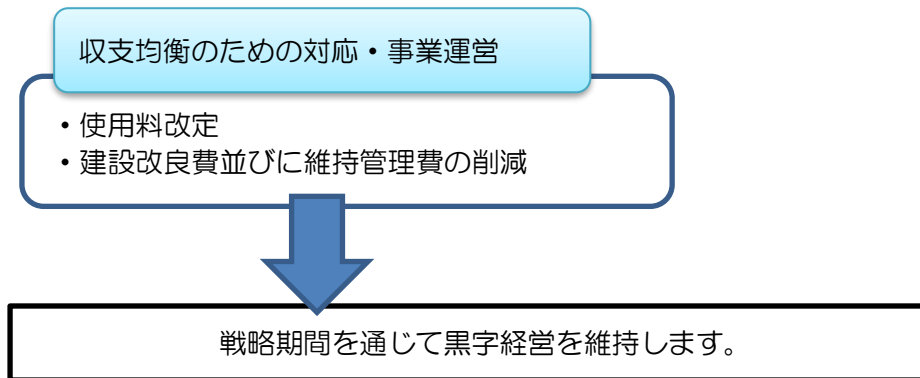 収支均衡のための対応・事業運営
・使用料改定
・建設改良費並びに維持管理費の削減
戦略期間を通じて黒字経営を維持します。